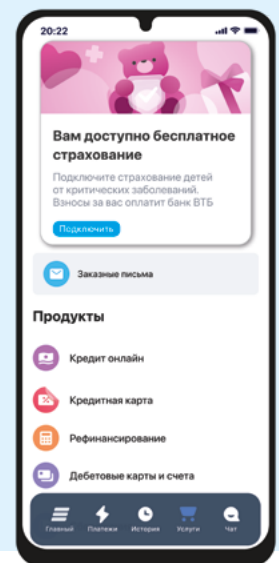 20:22
Вам доступно бесплатное
страхование
Подключите страхование детей
от критических заболеваний.
Взносы за вас оплатит банк ВТБ
Подключить
Заказные письма
Продукты
Кредит онлайн
Кредитная карта
Рефинансирование
Дебетовые карты и счета
Главный Платежи История Услуги Чат